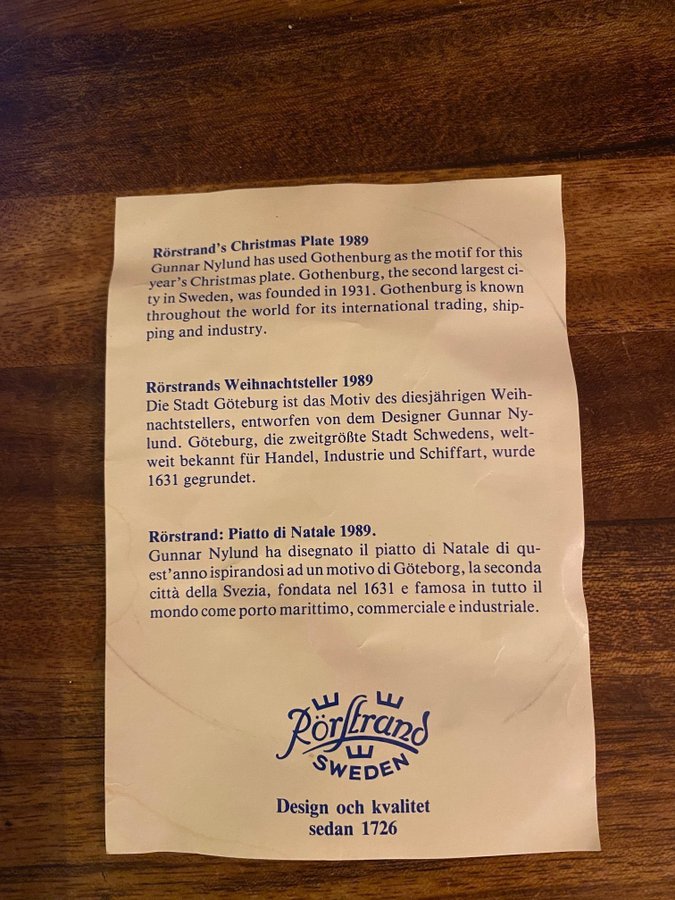 Rörstrand's Christmas Plate 1989
Gunnar Nylund has used Gothenburg as the motif for this
year's Christmas plate. Gothenburg, the second largest ci-
ty in Sweden, was founded in 1931. Gothenburg is known
throughout the world for its international trading, ship-
ping and industry.
Rörstrands Weihnachtsteller 1989
Die Stadt Göteburg ist das Motiv des diesjährigen Weih-
nachtstellers, entworfen von dem Designer Gunnar Ny-
lund. Göteburg, die zweitgrößte Stadt Schwedens, welt-
weit bekannt für Handel, Industrie und Schiffart, wurde
1631 gegrundet.
Rörstrand: Piatto di Natale 1989.
Gunnar Nylund ha disegnato il piatto di Natale di qu-
est'anno ispirandosi ad un motivo di Göteborg, la seconda
città della Svezia, fondata nel 1631 e famosa in tutto il
mondo come porto marittimo, commerciale e industriale.
Rörstrand
SWEDEN
Design och kvalitet
sedan 1726